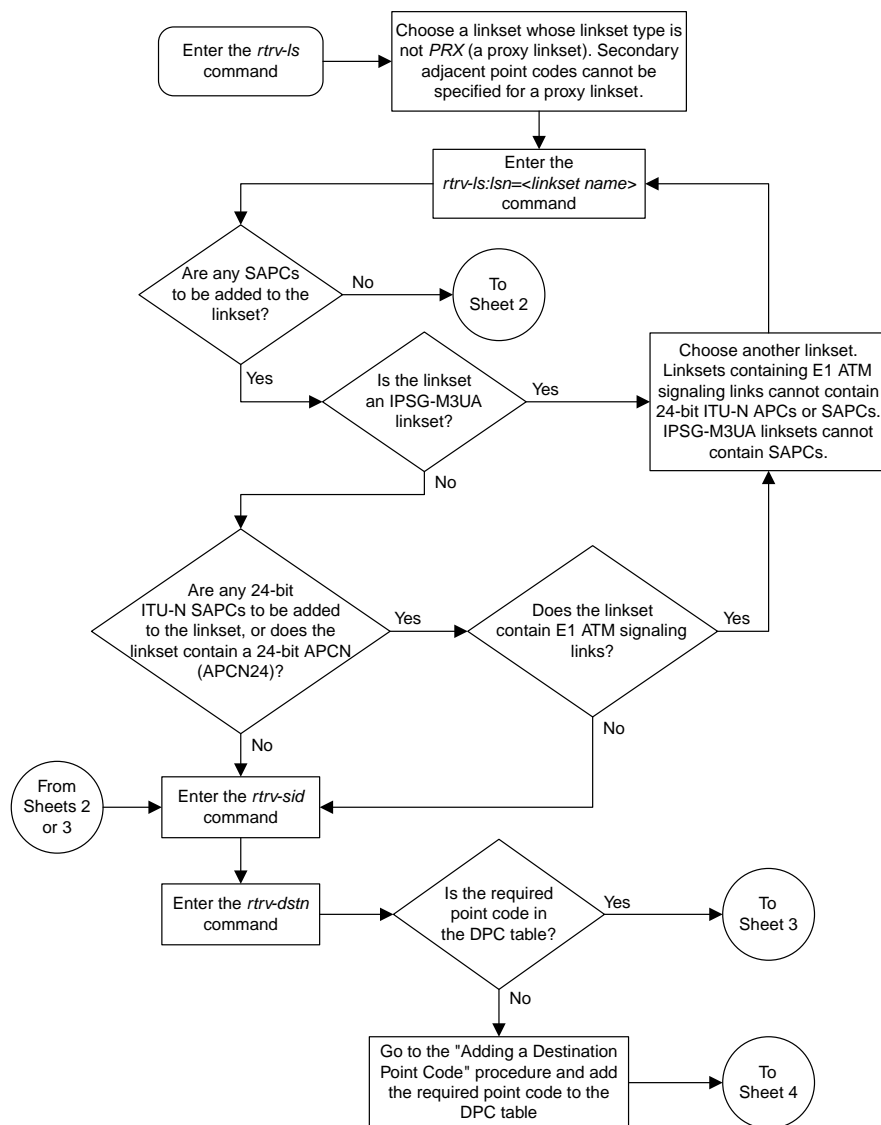 Enter the rtrv-ls
command
Choose a linkset whose linkset type is
not PRX (a proxy linkset). Secondary
adjacent point codes cannot be
specified for a proxy linkset.
Enter the
rtrv-ls:lsn=<linkset name>
command
Are any SAPCs
to be added to the
linkset?
No
To
Sheet 2
Yes
Is the linkset
an IPSG-M3UA
linkset?
Yes
Choose another linkset.
Linksets containing E1 ATM
signaling links cannot contain
24-bit ITU-N APCs or SAPCs.
IPSG-M3UA linksets cannot
contain SAPCs.
No
Are any 24-bit
ITU-N SAPCs to be added
to the linkset, or does the
linkset contain a 24-bit APCN
(APCN24)?
Yes
Does the linkset
contain E1 ATM signaling
links?
Yes
No
No
From
Sheets 2
or 3
Enter the rtrv-sid
command
Enter the rtrv-dstn
command
Is the required
point code in
the DPC table?
Yes
To
Sheet 3
No
Go to the "Adding a Destination
Point Code" procedure and add
the required point code to the
DPC table
To
Sheet 4